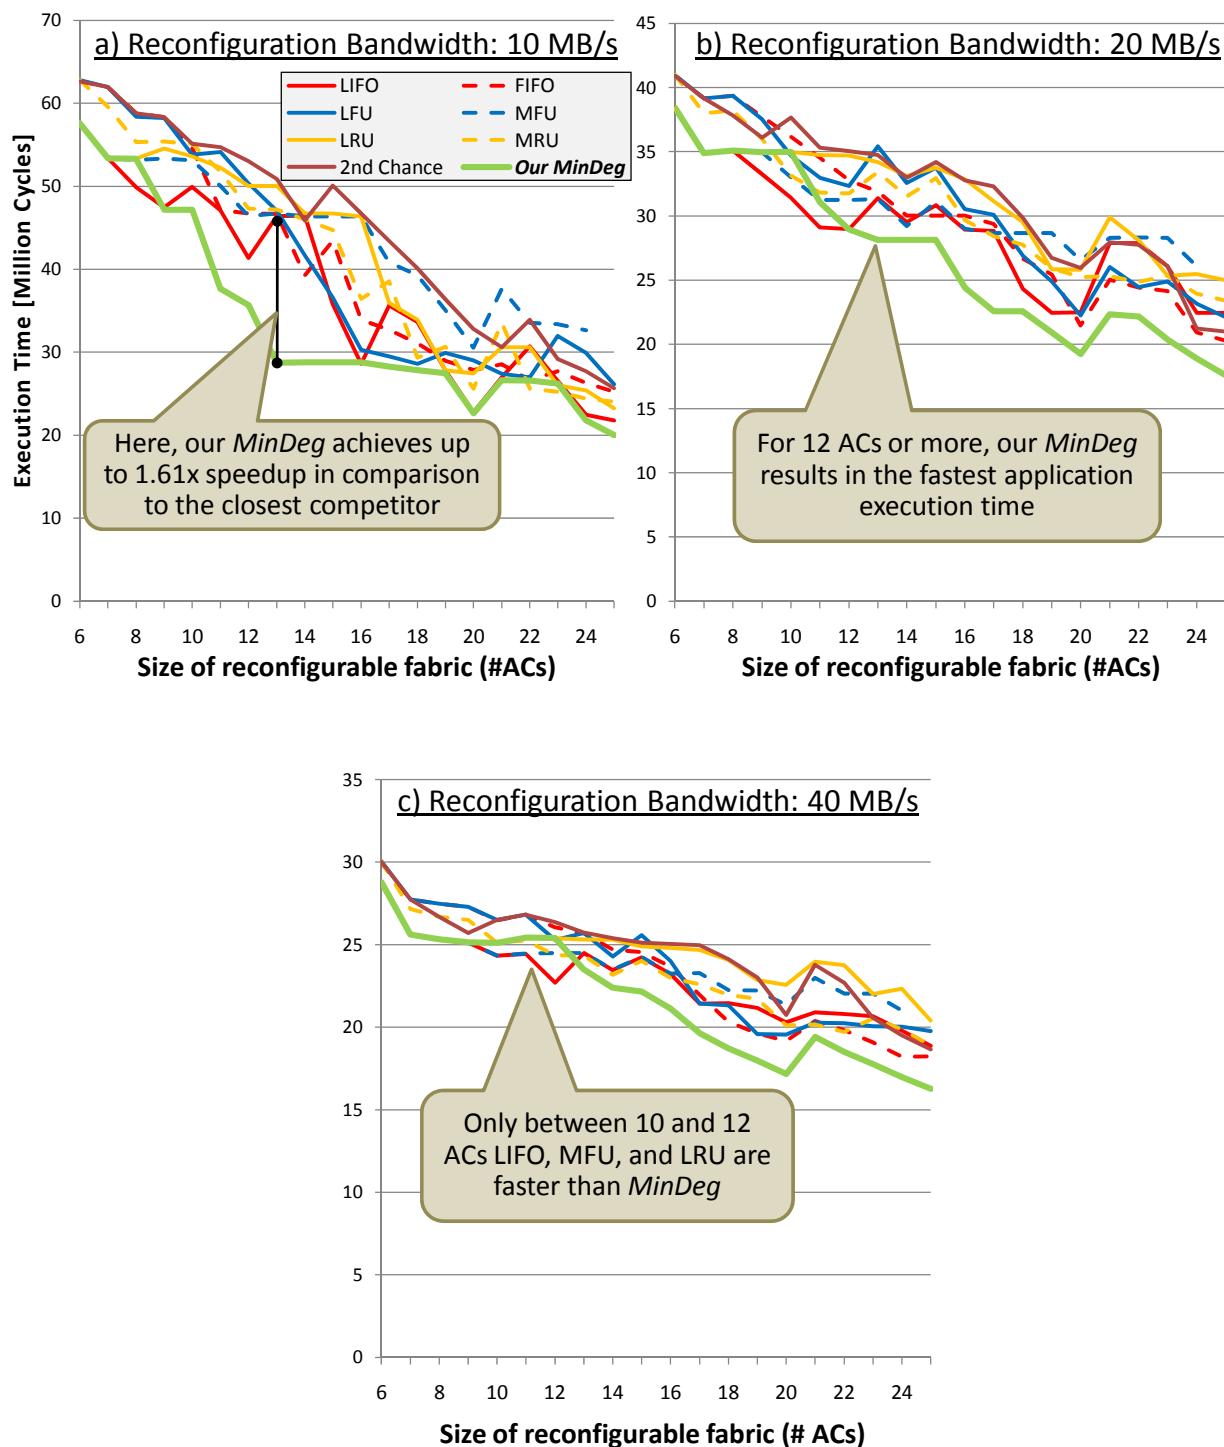 a) Reconfiguration Bandwidth: 10 MB/s
70
60
50
40
30
20
10
0
Execution Time [Million Cycles]
LIFO
FIFO
LFU
MFU
LRU
MRU
2nd Chance
Our MinDeg
Here, our MinDeg achieves up
to 1.61x speedup in comparison
to the closest competitor
6 8 10 12 14 16 18 20 22 24
Size of reconfigurable fabric (#ACs)
b) Reconfiguration Bandwidth: 20 MB/s
45
40
35
30
25
20
15
10
5
0
For 12 ACs or more, our MinDeg
results in the fastest application
execution time
6 8 10 12 14 16 18 20 22 24
Size of reconfigurable fabric (#ACs)
c) Reconfiguration Bandwidth: 40 MB/s
35
30
25
20
15
10
5
0
Only between 10 and 12
ACs LIFO, MFU, and LRU are
faster than MinDeg
6 8 10 12 14 16 18 20 22 24
Size of reconfigurable fabric (# ACs)